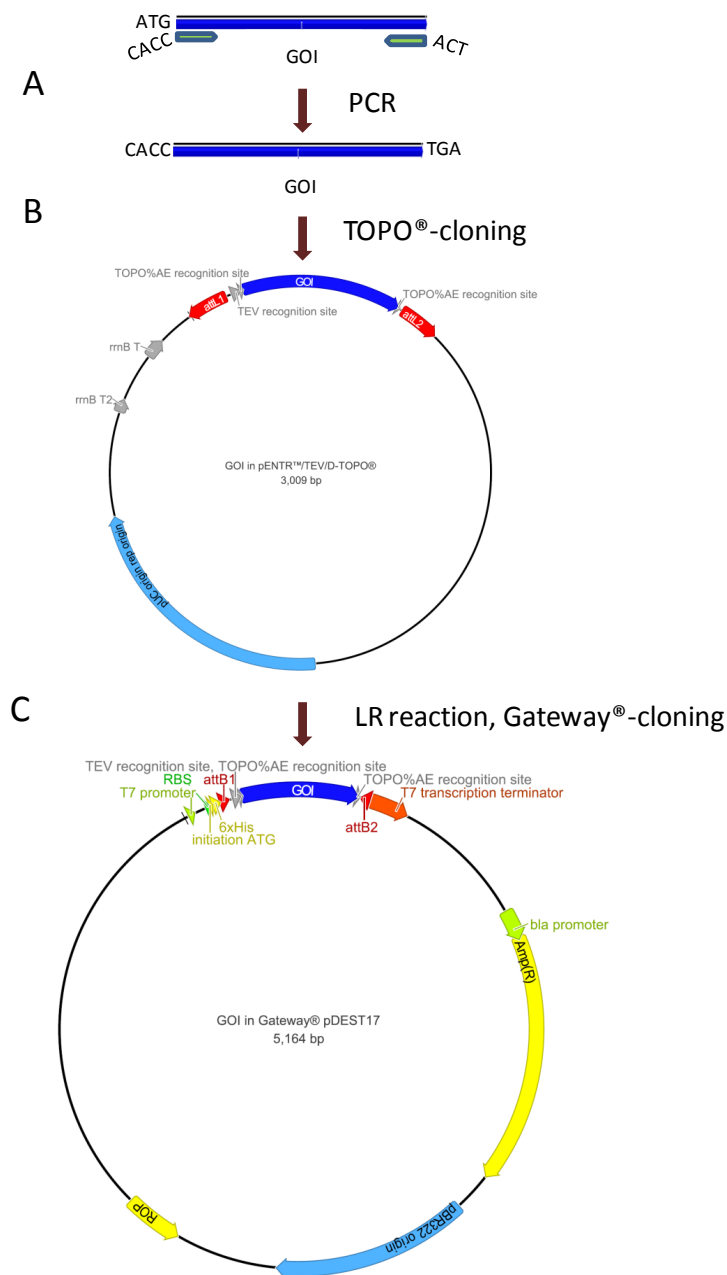 ATG
CACC
ACT
GOI
A
PCR
CACC
TGA
GOI
B
TOPO®-cloning
TOPO%AE recognition site
GOI
TOPO%AE recognition site
attL1
TEV recognition site
attL2
rrnB T
rrnB T2
GOI in pENTR™/TEV/D-TOPO®
3,009 bp
pUC origin rep origin
C
LR reaction, Gateway®-cloning
TEV recognition site, TOPO%AE recognition site
RBS
attB1
GOI
TOPO%AE recognition site
T7 promoter
T7 transcription terminator
6xHis
attB2
initiation ATG
bla promoter
Amp(R)
GOI in Gateway® pDEST17
5,164 bp
ROP
pBR322 origin